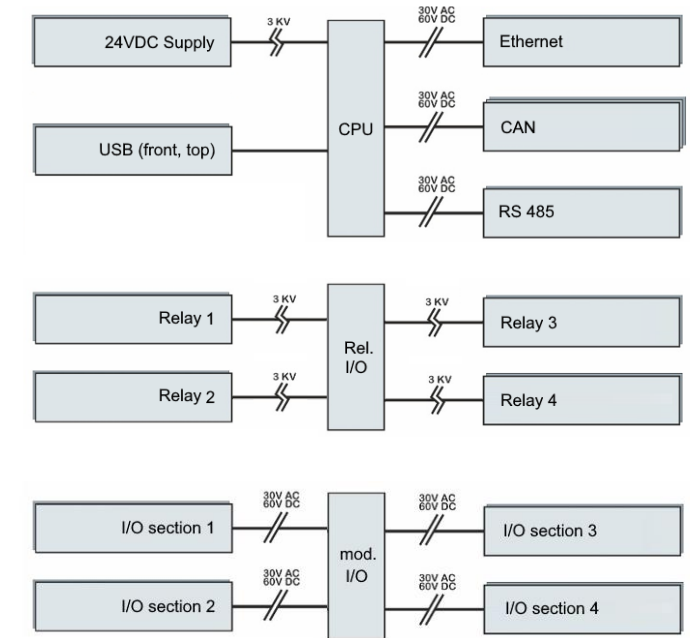 3 KV
30V AC
60V DC
24VDC Supply
Ethernet
30V AC
60V DC
CPU
CAN
USB (front, top)
30V AC
60V DC
RS 485
3 KV
3 KV
Relay 1
Relay 3
Rel.
I/O
3 KV
3 KV
Relay 2
Relay 4
30V AC
60V DC
30V AC
60V DC
I/O section 1
I/O section 3
mod.
I/O
30V AC
60V DC
30V AC
60V DC
I/O section 2
I/O section 4